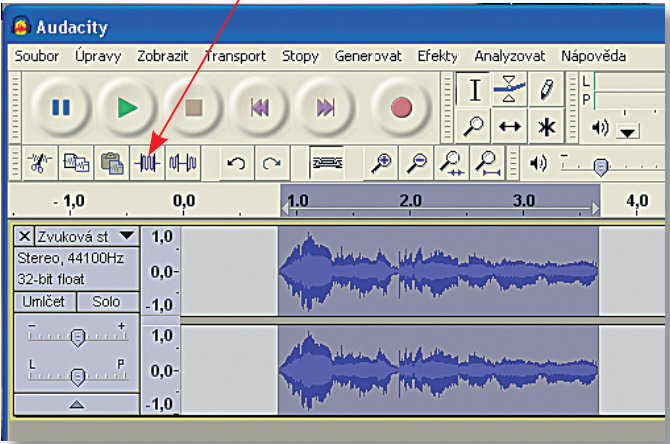 Audacity
Soubor Úpravy Zobrazit Transport Stopy Generovat Efekty Analyzovat Nápověda
L
P
- 1,0 0,0 1.0 2.0 3.0 4,0
X Zvuková st 1,0
Stereo, 44100Hz
32-bit float 0,0-
Umlčet Solo -1,0
- + 1,0
L P 0,0-
-1,0